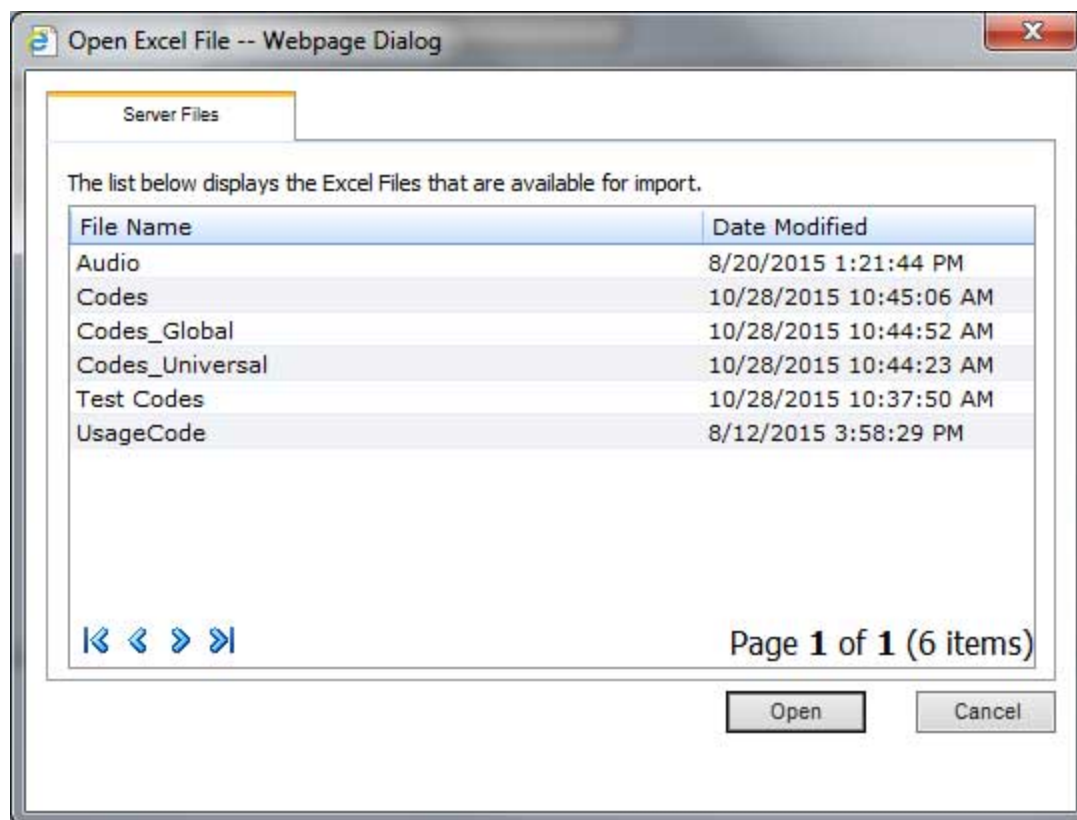 Open Excel File -- Webpage Dialog
Server Files
The list below displays the Excel Files that are available for import.
File Name Date Modified
Audio 8/20/2015 1:21:44 PM
Codes 10/28/2015 10:45:06 AM
Codes_Global 10/28/2015 10:44:52 AM
Codes_Universal 10/28/2015 10:44:23 AM
Test Codes 10/28/2015 10:37:50 AM
UsageCode 8/12/2015 3:58:29 PM
Page 1 of 1 (6 items)
Open Cancel